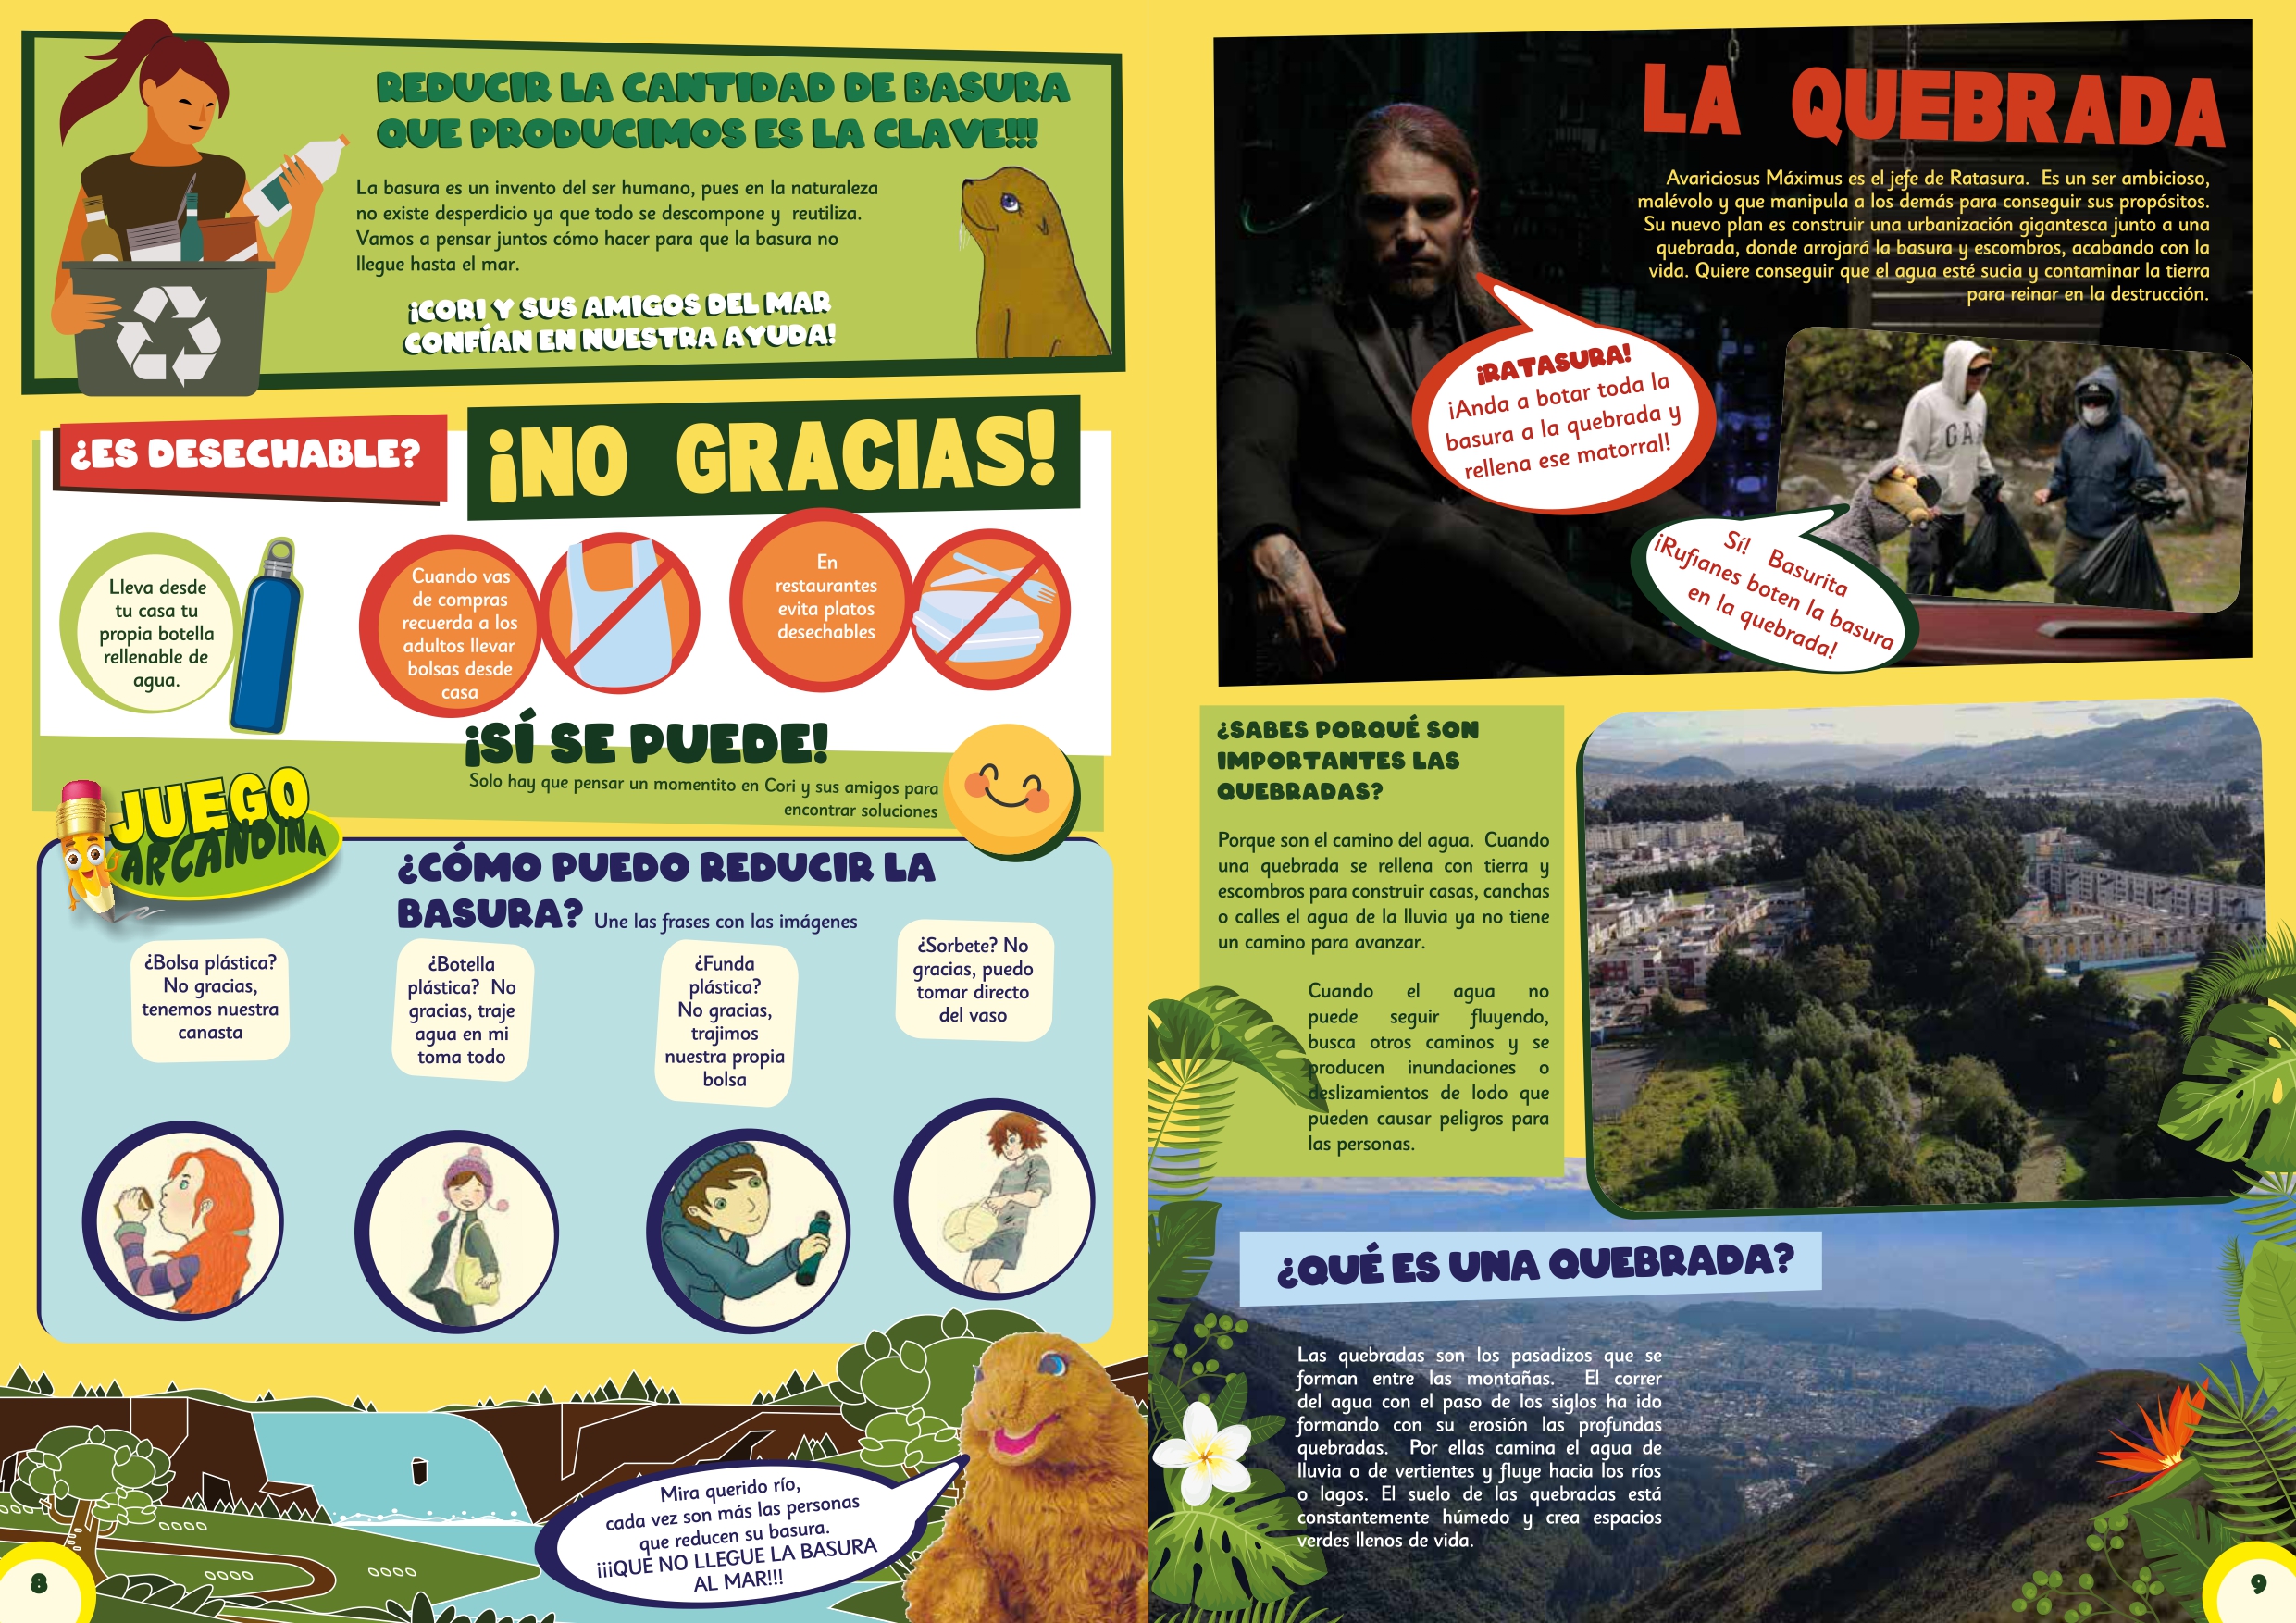 REDUCIR LA CANTIDAD DE BASURA
QUE PRODUCIMOS ES LA CLAVE!!!
La basura es un invento del ser humano, pues en la naturaleza
no existe desperdicio ya que todo se descompone y reutiliza.
Vamos a pensar juntos cómo hacer para que la basura no
llegue hasta el mar.
¡CORI Y SUS AMIGOS DEL MAR
CONFÍAN EN NUESTRA AYUDA!
¿ES DESECHABLE?
¡NO GRACIAS!
Lleva desde
tu casa tu
propia botella
rellenable de
agua.
Cuando vas
de compras
recuerda a los
adultos llevar
bolsas desde
casa
En
restaurantes
evita platos
desechables
¡SÍ SE PUEDE!
Solo hay que pensar un momentito en Cori y sus amigos para
encontrar soluciones
JUEGO
ARCANDINA
¿CÓMO PUEDO REDUCIR LA
BASURA? Une las frases con las imágenes
¿Bolsa plástica?
No gracias,
tenemos nuestra
canasta
¿Botella
plástica? No
gracias, traje
agua en mi
toma todo
¿Funda
plástica?
No gracias,
trajimos
nuestra propia
bolsa
¿Sorbete? No
gracias, puedo
tomar directo
del vaso
Mira querido río,
cada vez son más las personas
que reducen su basura.
¡¡¡QUE NO LLEGUE LA BASURA
AL MAR!!!
8
LA QUEBRADA
Avariciosus Máximus es el jefe de Ratasura. Es un ser ambicioso,
malévolo y que manipula a los demás para conseguir sus propósitos.
Su nuevo plan es construir una urbanización gigantesca junto a una
quebrada, donde arrojará la basura y escombros, acabando con la
vida. Quiere conseguir que el agua esté sucia y contaminar la tierra
para reinar en la destrucción.
¡RATASURA!
¡Anda a botar toda la
basura a la quebrada y
rellena ese matorral!
GAP
Sí! Basurita
¡Rufianes boten la basura
en la quebrada!
¿SABES PORQUÉ SON
IMPORTANTES LAS
QUEBRADAS?
Porque son el camino del agua. Cuando
una quebrada se rellena con tierra y
escombros para construir casas, canchas
o calles el agua de la lluvia ya no tiene
un camino para avanzar.
Cuando el agua no
puede seguir fluyendo,
busca otros caminos y se
producen inundaciones o
deslizamientos de lodo que
pueden causar peligros para
las personas.
¿QUÉ ES UNA QUEBRADA?
Las quebradas son los pasadizos que se
forman entre las montañas. El correr
del agua con el paso de los siglos ha ido
formando con su erosión las profundas
quebradas. Por ellas camina el agua de
lluvia o de vertientes y fluye hacia los ríos
o lagos. El suelo de las quebradas está
constantemente húmedo y crea espacios
verdes llenos de vida.
9